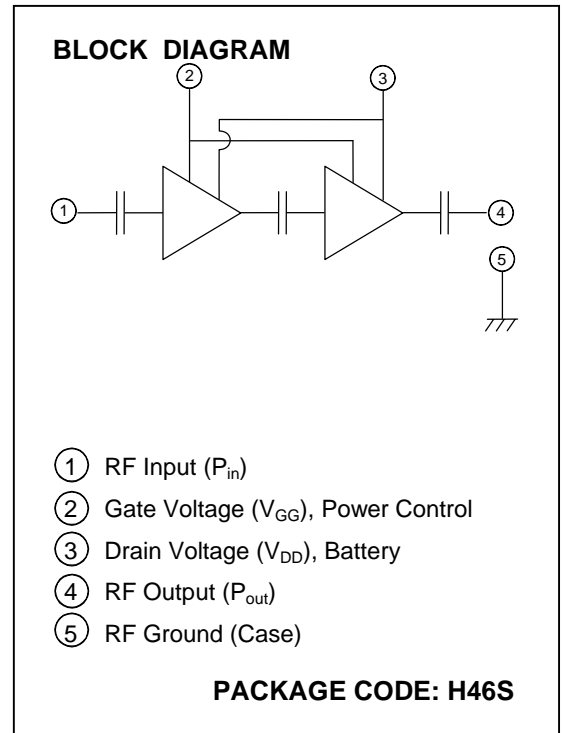 BLOCK DIAGRAM
2 3
1 4
5
1 RF Input (Pin)
2 Gate Voltage (VGG), Power Control
3 Drain Voltage (VDD), Battery
4 RF Output (Pout)
5 RF Ground (Case)
PACKAGE CODE: H46S